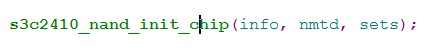 s3c2410_nand_init_chip(info, nmtd, sets);